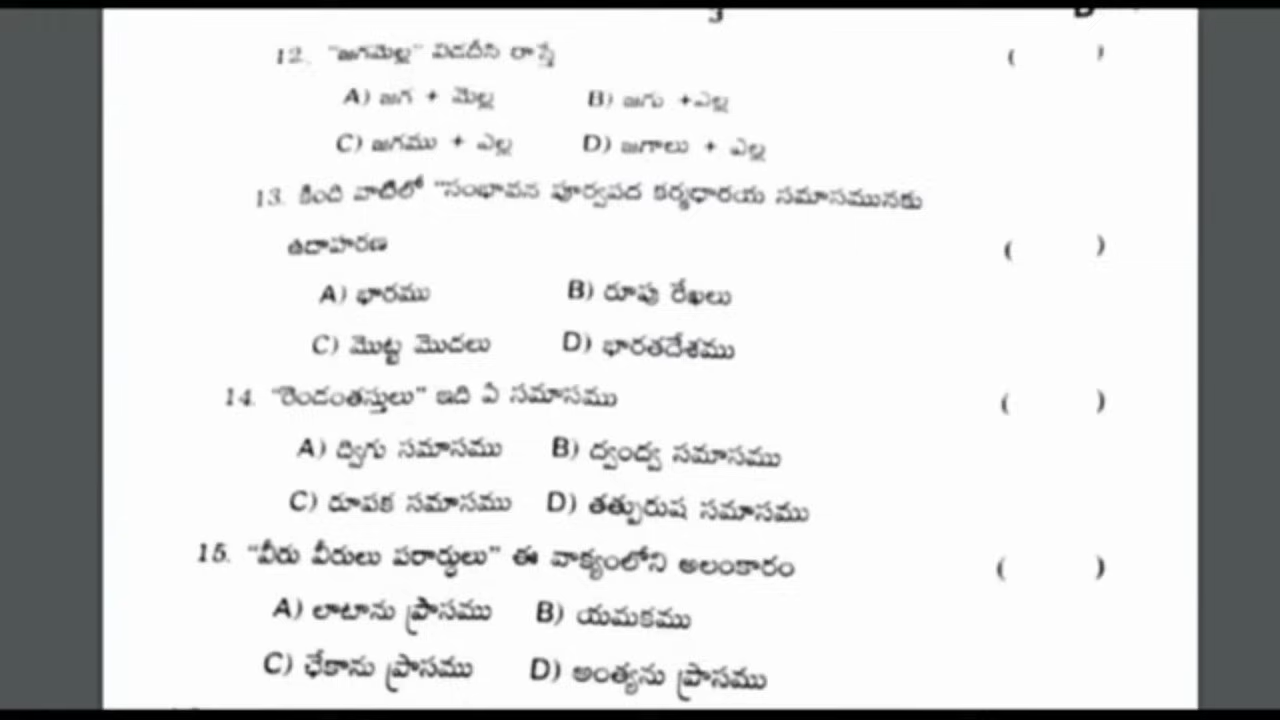 3
12. "జగమెల్ల" విడదీసి రాస్తే ( )
A) జగ + మెల్ల B) జగు +ఎల్ల
C) జగము + ఎల్ల D) జగాలు + ఎల్ల
13. కింది వాటిలో "సంభావన పూర్వపద కర్మధారయ సమాసమునకు
ఉదాహరణ ( )
A) భారము B) రూపు రేఖలు
C) మొట్ట మొదలు D) భారతదేశము
14. "రెండంతస్తులు" ఇది ఏ సమాసము ( )
A) ద్విగు సమాసము B) ద్వంద్వ సమాసము
C) రూపక సమాసము D) తత్పురుష సమాసము
15. "వీరు వీరులు పరార్థులు" ఈ వాక్యంలోని అలంకారం ( )
A) లాటాను ప్రాసము B) యమకము
C) ఛేకాను ప్రాసము D) అంత్యను ప్రాసము